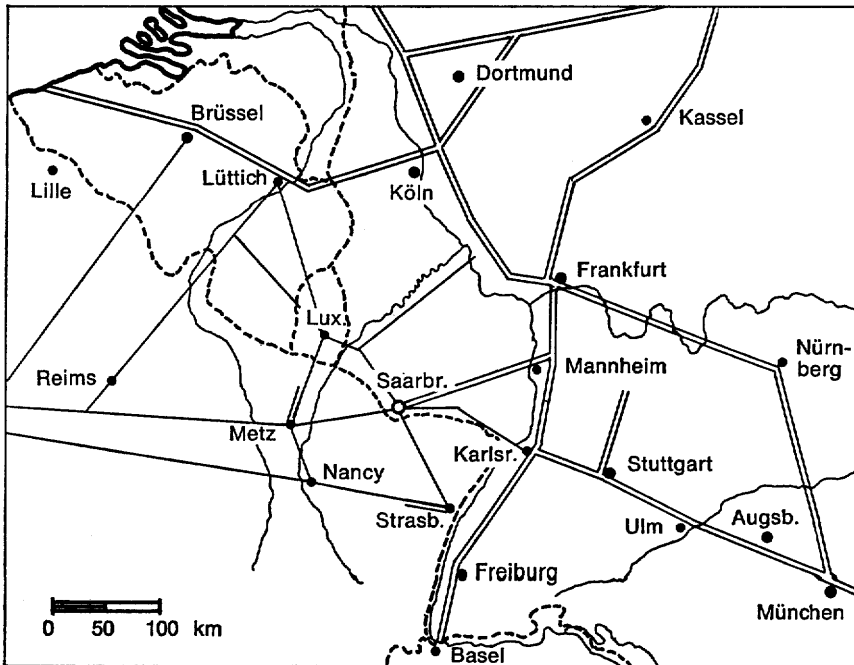 Dortmund
Kassel
Brüssel
Lüttich
Lille
Köln
Frankfurt
Lux.
Nürn-
berg
Mannheim
Reims
Saarbr.
Metz
Karlsr.
Stuttgart
Nancy
Strasb.
Ulm
Augsb.
Freiburg
München
0 50 100 km
Basel